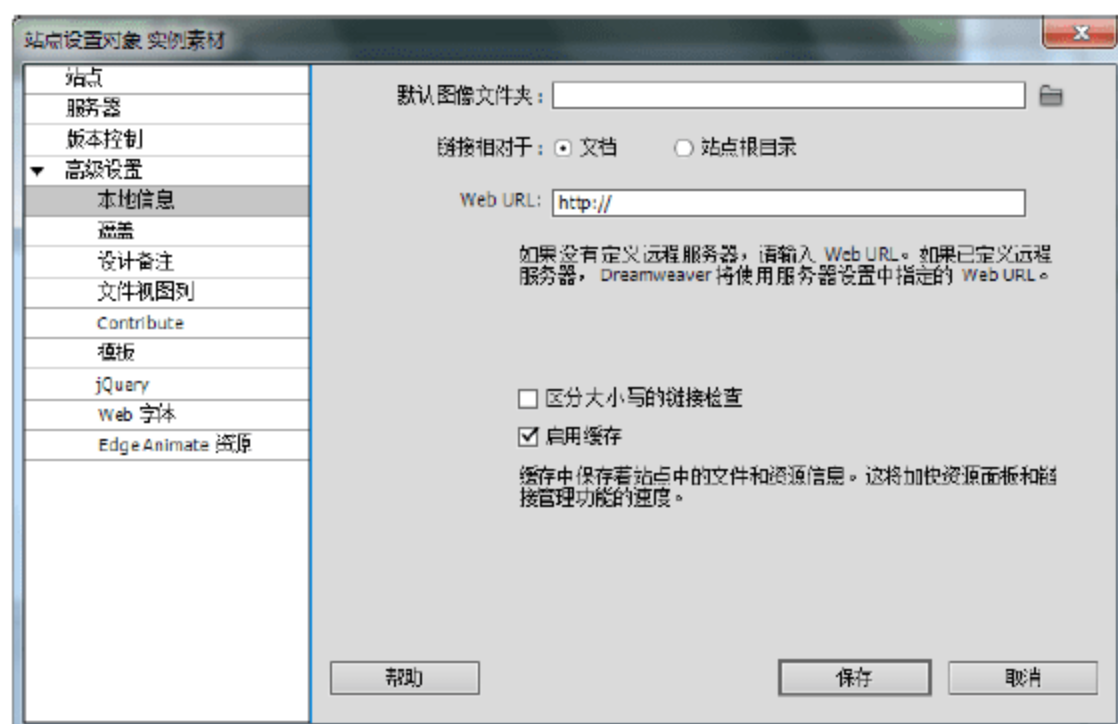 站点设置对象 实例素材
站点
服务器
版本控制
高级设置
本地信息
遮盖
设计备注
文件视图列
Contribute
模板
jQuery
Web 字体
Edge Animate 资源
默认图像文件夹：
链接相对于： 文档 站点根目录
Web URL: http://
如果没有定义远程服务器，请输入 Web URL。如果已定义远程
服务器，Dreamweaver 将使用服务器设置中指定的 Web URL。
区分大小写的链接检查
启用缓存
缓存中保存着站点中的文件和资源信息。这将加快资源面板和链
接管理功能的速度。
帮助 保存 取消